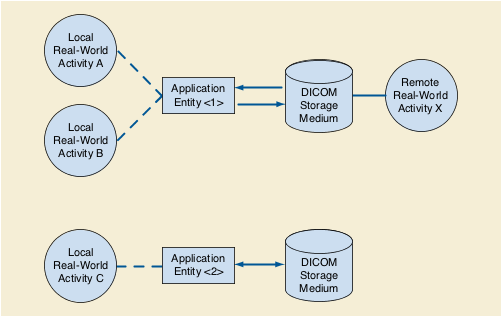 Local
Real-World
Activity A
Local
Real-World
Activity B
Application
Entity <1>
DICOM
Storage
Medium
Remote
Real-World
Activity X
Local
Real-World
Activity C
Application
Entity <2>
DICOM
Storage
Medium